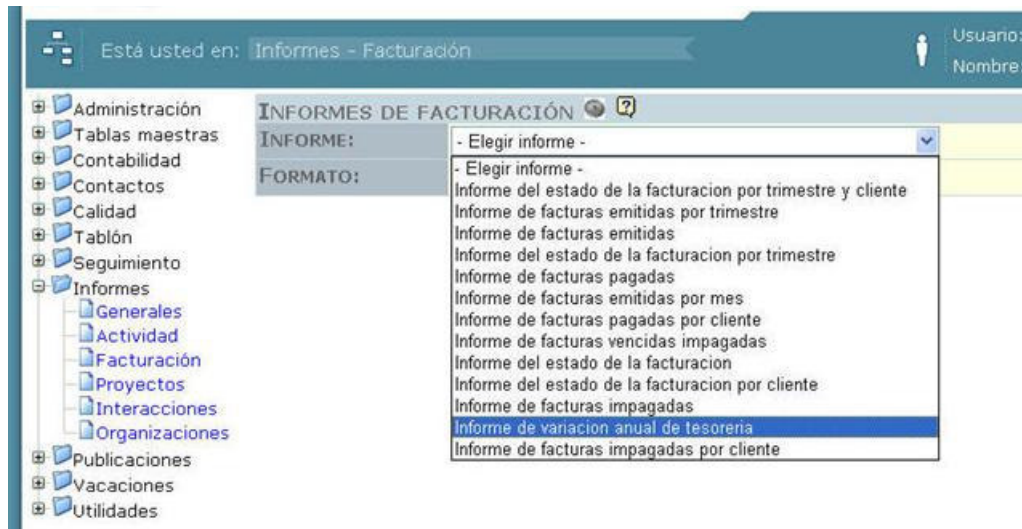 Está usted en: Informes - Facturación
Usuario:
Nombre:
Administración
Tablas maestras
Contabilidad
Contactos
Calidad
Tablón
Seguimiento
Informes
Generales
Actividad
Facturación
Proyectos
Interacciones
Organizaciones
Publicaciones
Vacaciones
Utilidades
INFORMES DE FACTURACIÓN ?
INFORME:
- Elegir informe -
FORMATO:
- Elegir informe -
Informe del estado de la facturacion por trimestre y cliente
Informe de facturas emitidas por trimestre
Informe de facturas emitidas
Informe del estado de la facturacion por trimestre
Informe de facturas pagadas
Informe de facturas emitidas por mes
Informe de facturas pagadas por cliente
Informe de facturas vencidas impagadas
Informe del estado de la facturacion
Informe del estado de la facturacion por cliente
Informe de facturas impagadas
Informe de variacion anual de tesoreria
Informe de facturas impagadas por cliente